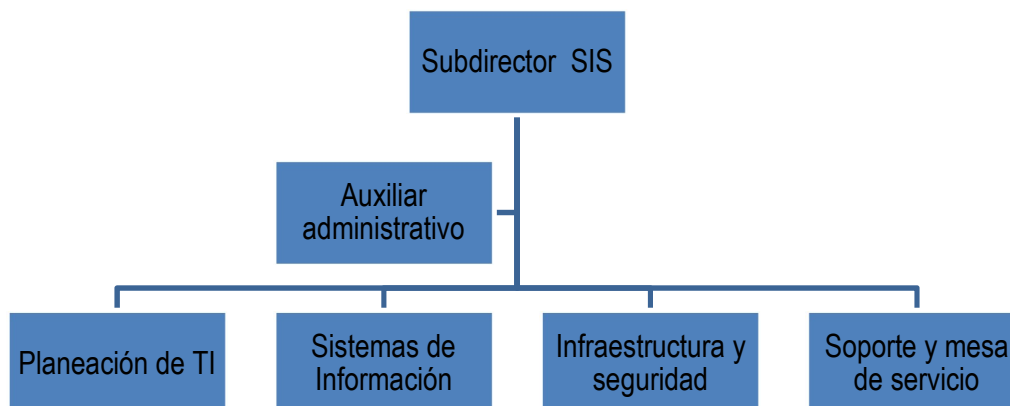 Subdirector SIS
Auxiliar
administrativo
Planeación de TI
Sistemas de
Información
Infraestructura y
seguridad
Soporte y mesa
de servicio